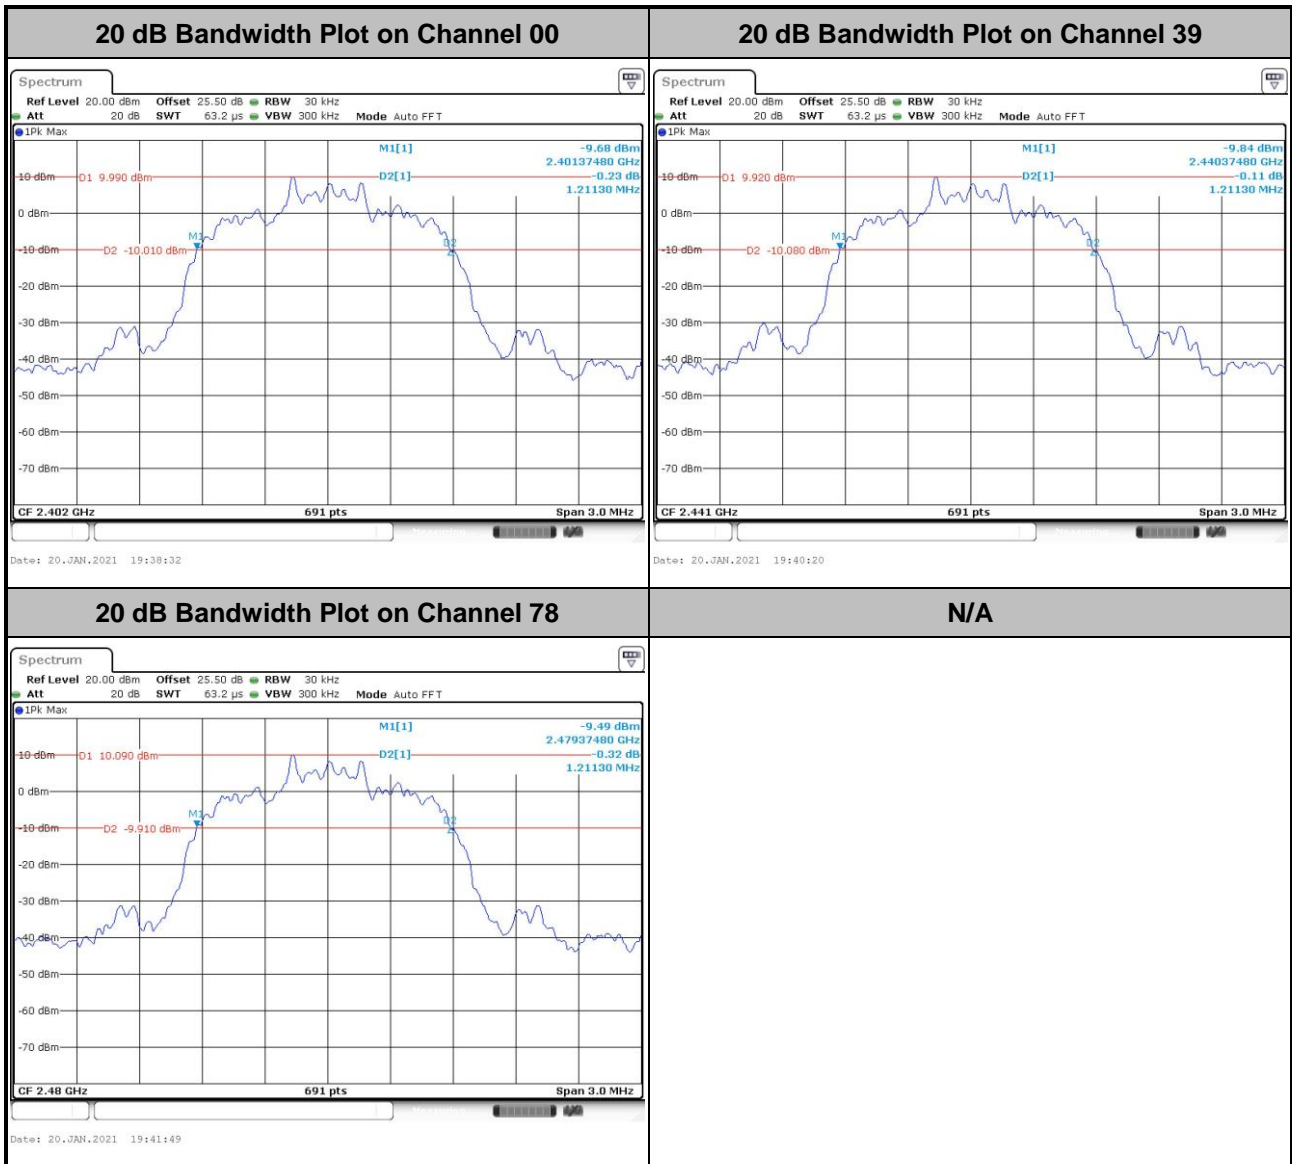 20 dB Bandwidth Plot on Channel 00
Spectrum
Ref Level 20.00 dBm Offset 25.50 dB RBW 30 kHz
Att 20 dB SWT 63.2 µs VBW 300 kHz Mode Auto FFT
1Pk Max
M1[1] -9.68 dBm
2.40137480 GHz
10 dBm D1 9.990 dBm D2[1] -0.23 dB
1.21130 MHz
0 dBm
M1
D2
-10 dBm D2 -10.010 dBm
-20 dBm
-30 dBm
-40 dBm
-50 dBm
-60 dBm
-70 dBm
CF 2.402 GHz 691 pts Span 3.0 MHz
Date: 20.JAN.2021 19:38:32
20 dB Bandwidth Plot on Channel 39
Spectrum
Ref Level 20.00 dBm Offset 25.50 dB RBW 30 kHz
Att 20 dB SWT 63.2 µs VBW 300 kHz Mode Auto FFT
1Pk Max
M1[1] -9.84 dBm
2.44037480 GHz
10 dBm D1 9.920 dBm D2[1] -0.11 dB
1.21130 MHz
0 dBm
M1
D2
-10 dBm D2 -10.080 dBm
-20 dBm
-30 dBm
-40 dBm
-50 dBm
-60 dBm
-70 dBm
CF 2.441 GHz 691 pts Span 3.0 MHz
Date: 20.JAN.2021 19:40:20
20 dB Bandwidth Plot on Channel 78
Spectrum
Ref Level 20.00 dBm Offset 25.50 dB RBW 30 kHz
Att 20 dB SWT 63.2 µs VBW 300 kHz Mode Auto FFT
1Pk Max
M1[1] -9.49 dBm
2.47937480 GHz
10 dBm D1 10.090 dBm D2[1] -0.32 dB
1.21130 MHz
0 dBm
M1
D2
-10 dBm D2 -9.910 dBm
-20 dBm
-30 dBm
-40 dBm
-50 dBm
-60 dBm
-70 dBm
CF 2.48 GHz 691 pts Span 3.0 MHz
Date: 20.JAN.2021 19:41:49
N/A